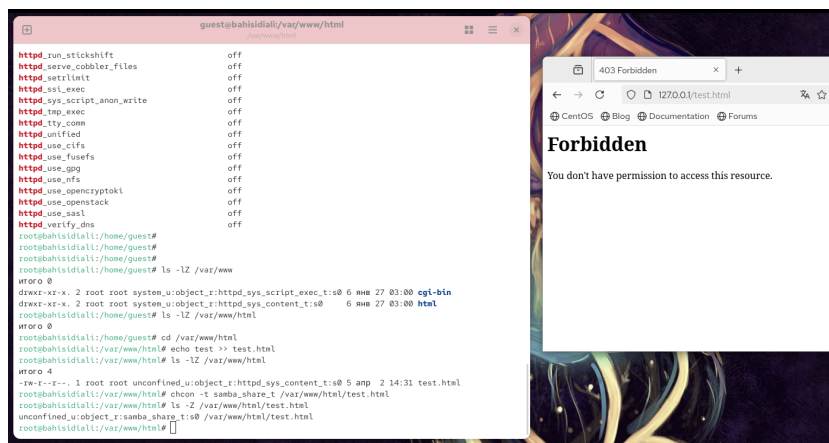 guest@bahisidiali:/var/www/html
/var/www/html
httpd_run_stickshift off
httpd_serve_cobbler_files off
httpd_setrlimit off
httpd_ssi_exec off
httpd_sys_script_anon_write off
httpd_tmp_exec off
httpd_tty_comm off
httpd_unified off
httpd_use_cifs off
httpd_use_fusefs off
httpd_use_gpg off
httpd_use_nfs off
httpd_use_opencryptoki off
httpd_use_openstack off
httpd_use_sasl off
httpd_verify_dns off
root@bahisidiali:/home/guest#
root@bahisidiali:/home/guest#
root@bahisidiali:/home/guest#
root@bahisidiali:/home/guest# ls -lZ /var/www
итого 0
drwxr-xr-x. 2 root root system_u:object_r:httpd_sys_script_exec_t:s0 6 янв 27 03:00 cgi-bin
drwxr-xr-x. 2 root root system_u:object_r:httpd_sys_content_t:s0 6 янв 27 03:00 html
root@bahisidiali:/home/guest# ls -lZ /var/www/html
итого 0
root@bahisidiali:/home/guest# cd /var/www/html
root@bahisidiali:/var/www/html# echo test >> test.html
root@bahisidiali:/var/www/html# ls -lZ /var/www/html
итого 4
-rw-r--r--. 1 root root unconfined_u:object_r:httpd_sys_content_t:s0 5 апр 2 14:31 test.html
root@bahisidiali:/var/www/html# chcon -t samba_share_t /var/www/html/test.html
root@bahisidiali:/var/www/html# ls -Z /var/www/html/test.html
unconfined_u:object_r:samba_share_t:s0 /var/www/html/test.html
root@bahisidiali:/var/www/html#
403 Forbidden
127.0.0.1/test.html
CentOS Blog Documentation Forums
Forbidden
You don't have permission to access this resource.